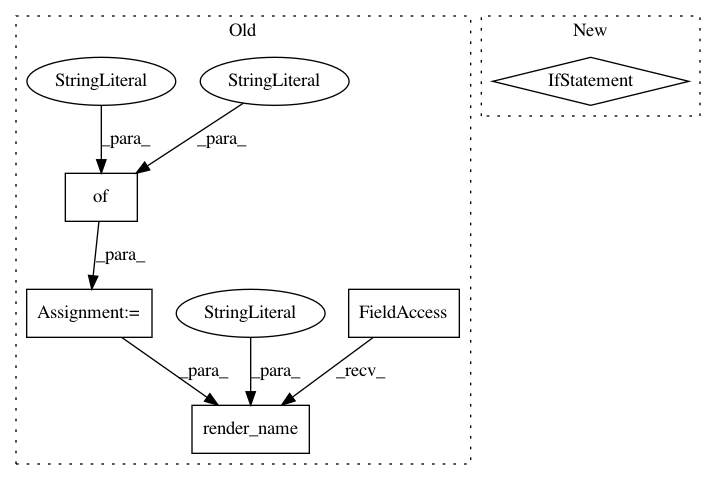 Old
New
StringLiteral
StringLiteral
IfStatement
_para_
_para_
of
_para_
Assignment:=
StringLiteral
FieldAccess
_para_
_para_
_recv_
render_name